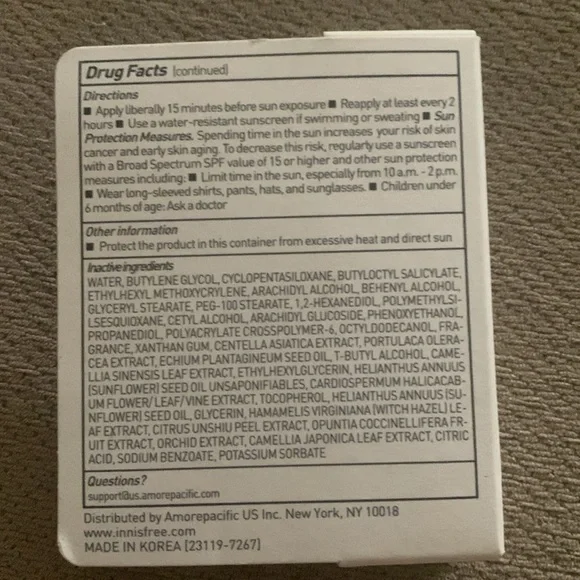 Drug Facts (continued)
Directions
■ Apply liberally 15 minutes before sun exposure ■ Reapply at least every 2
hours ■ Use a water-resistant sunscreen if swimming or sweating ■ Sun
Protection Measures. Spending time in the sun increases your risk of skin
cancer and early skin aging. To decrease this risk, regularly use a sunscreen
with a Broad Spectrum SPF value of 15 or higher and other sun protection
measures including: ■ Limit time in the sun, especially from 10 a.m. - 2 p.m.
■ Wear long-sleeved shirts, pants, hats, and sunglasses. ■ Children under
6 months of age: Ask a doctor
Other information
■ Protect the product in this container from excessive heat and direct sun
Inactive ingredients
WATER, BUTYLENE GLYCOL, CYCLOPENTASILOXANE, BUTYLOCTYL SALICYLATE,
ETHYLHEXYL METHOXYCRYLENE, ARACHIDYL ALCOHOL, BEHENYL ALCOHOL,
GLYCERYL STEARATE, PEG-100 STEARATE, 1,2-HEXANEDIOL, POLYMETHYLSI-
LSESQUIOXANE, CETYL ALCOHOL, ARACHIDYL GLUCOSIDE, PHENOXYETHANOL,
PROPANEDIOL, POLYACRYLATE CROSSPOLYMER-6, OCTYLDODECANOL, FRA-
GRANCE, XANTHAN GUM, CENTELLA ASIATICA EXTRACT, PORTULACA OLERA-
CEA EXTRACT, ECHIUM PLANTAGINEUM SEED OIL, T-BUTYL ALCOHOL, CAME-
LLIA SINENSIS LEAF EXTRACT, ETHYLHEXYLGLYCERIN, HELIANTHUS ANNUUS
(SUNFLOWER) SEED OIL UNSAPONIFIABLES, CARDIOSPERMUM HALICACAB-
UM FLOWER/LEAF/VINE EXTRACT, TOCOPHEROL, HELIANTHUS ANNUUS (SU-
NFLOWER) SEED OIL, GLYCERIN, HAMAMELIS VIRGINIANA (WITCH HAZEL) LE-
AF EXTRACT, CITRUS UNSHIU PEEL EXTRACT, OPUNTIA COCCINELLIFERA FR-
UIT EXTRACT, ORCHID EXTRACT, CAMELLIA JAPONICA LEAF EXTRACT, CITRIC
ACID, SODIUM BENZOATE, POTASSIUM SORBATE
Questions?
support@us.amorepacific.com
Distributed by Amorepacific US Inc. New York, NY 10018
www.innisfree.com
MADE IN KOREA (23119-7267)